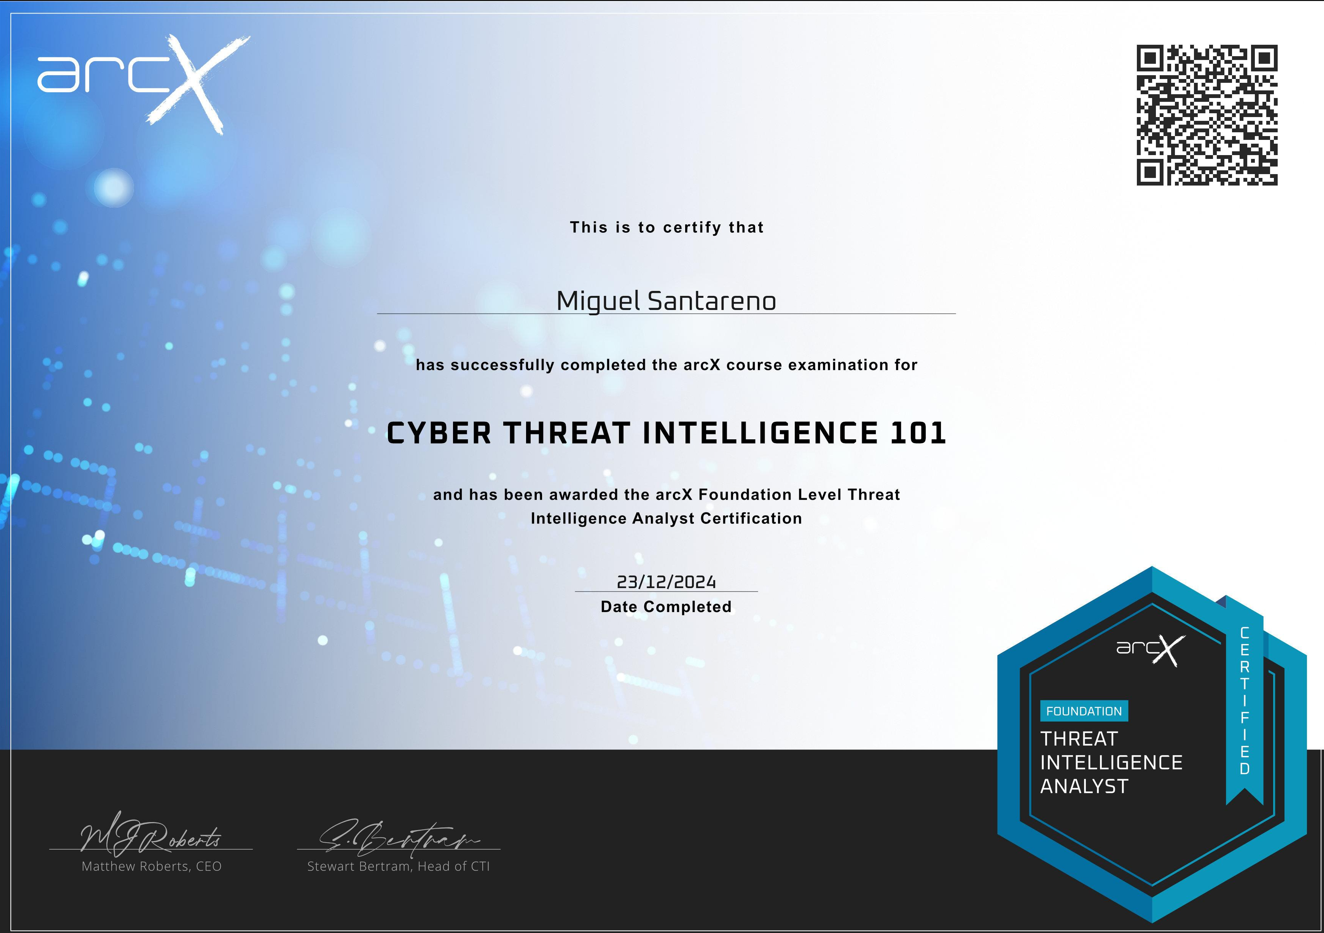 arcX
This is to certify that
Miguel Santareno
has successfully completed the arcX course examination for
CYBER THREAT INTELLIGENCE 101
and has been awarded the arcX Foundation Level Threat
Intelligence Analyst Certification
23/12/2024
Date Completed
arcX
CERTIFIED
FOUNDATION
THREAT
INTELLIGENCE
ANALYST
MJRoberts
Matthew Roberts, CEO
S.Bertram
Stewart Bertram, Head of CTI